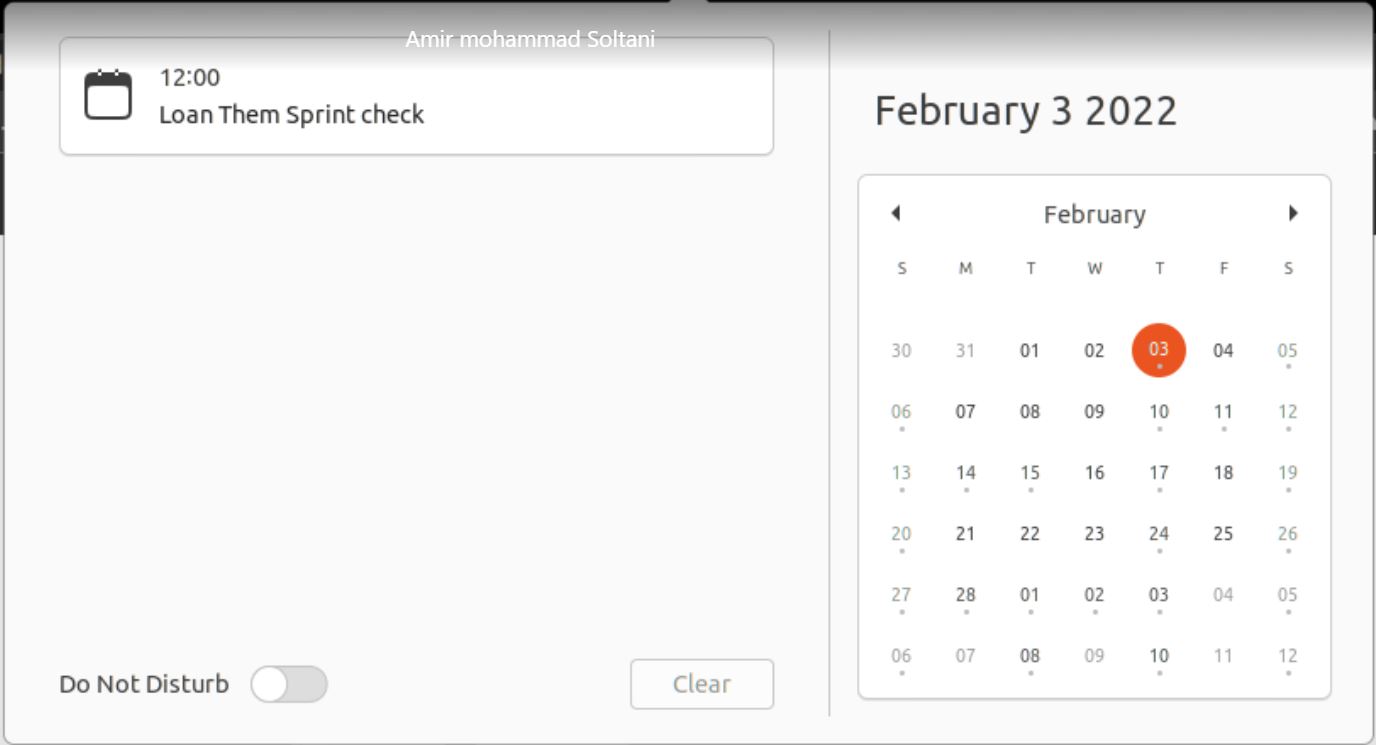 Amir mohammad Soltani
12:00
Loan Them Sprint check
Do Not Disturb
Clear
February 3 2022
February
S M T W T F S
30 31 01 02 03 04 05
06 07 08 09 10 11 12
13 14 15 16 17 18 19
20 21 22 23 24 25 26
27 28 01 02 03 04 05
06 07 08 09 10 11 12